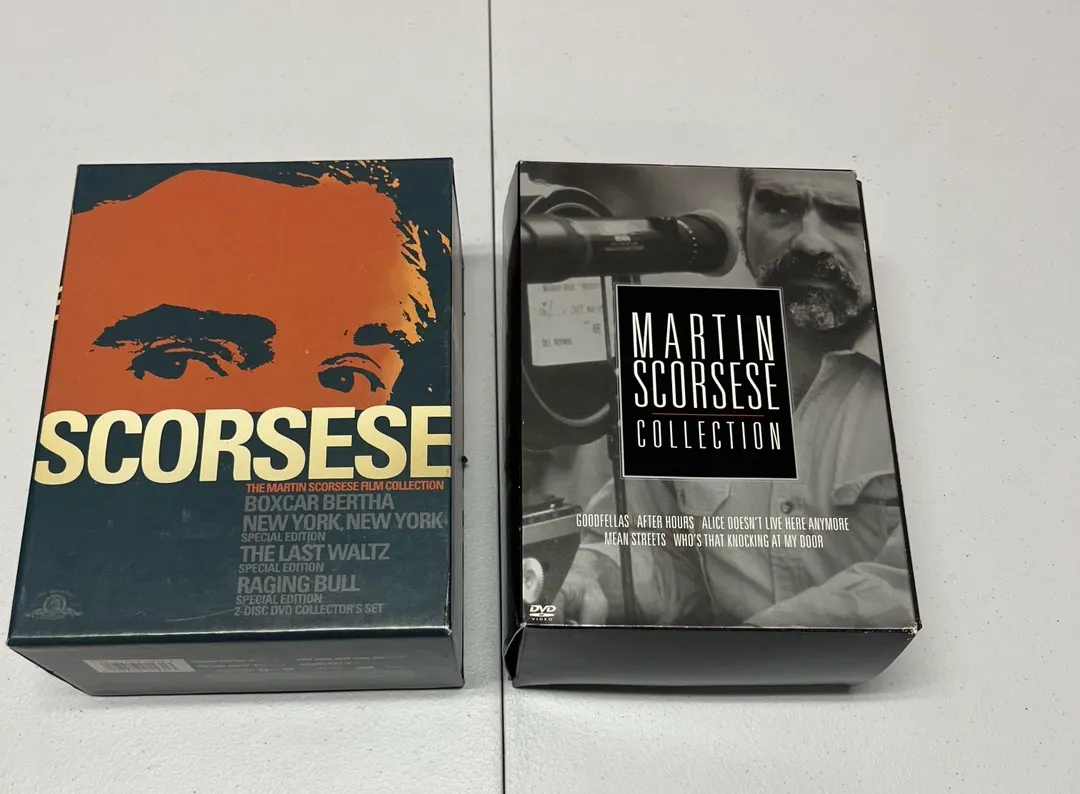 SCORSESE
THE MARTIN SCORSESE FILM COLLECTION
BOXCAR BERTHA
NEW YORK, NEW YORK
SPECIAL EDITION
THE LAST WALTZ
SPECIAL EDITION
RAGING BULL
SPECIAL EDITION
2-DISC DVD COLLECTOR'S SET
MARTIN
SCORSESE
COLLECTION
GOODFELLAS AFTER HOURS ALICE DOESN'T LIVE HERE ANYMORE
MEAN STREETS WHO'S THAT KNOCKING AT MY DOOR
DVD
VIDEO